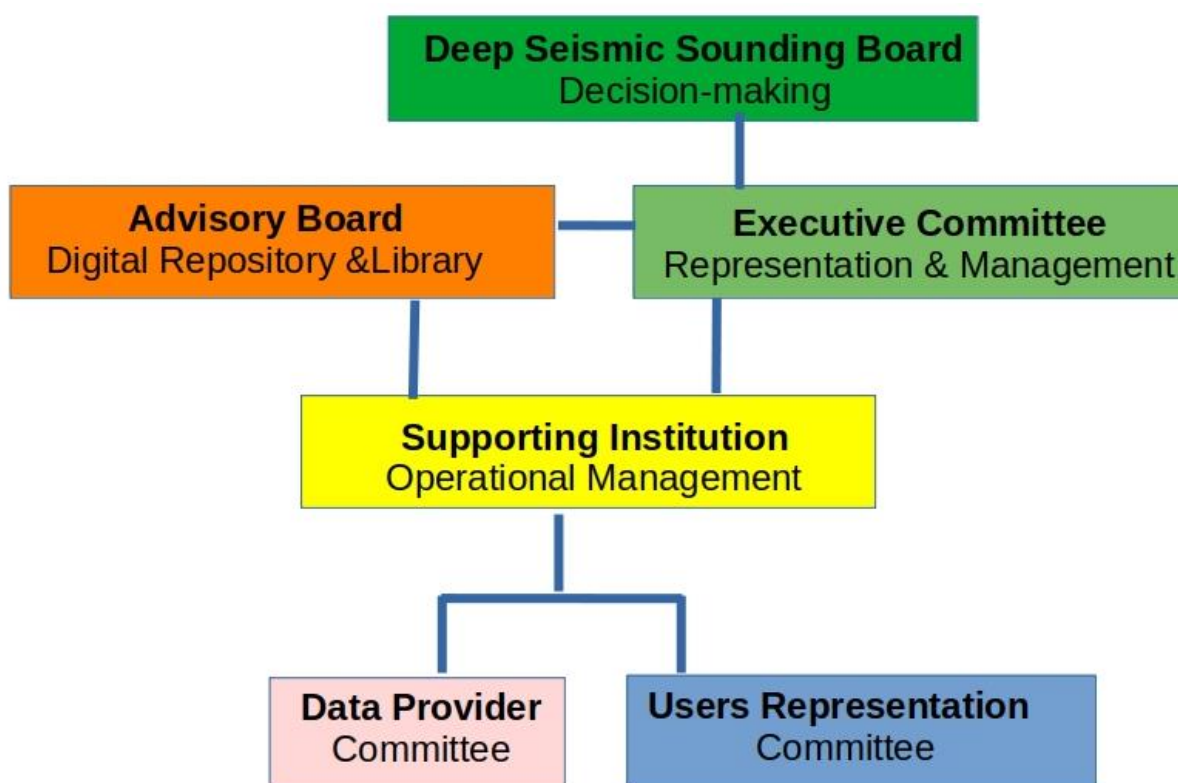 Deep Seismic Sounding Board
Decision-making
Advisory Board
Digital Repository &Library
Executive Committee
Representation & Management
Supporting Institution
Operational Management
Data Provider
Committee
Users Representation
Committee